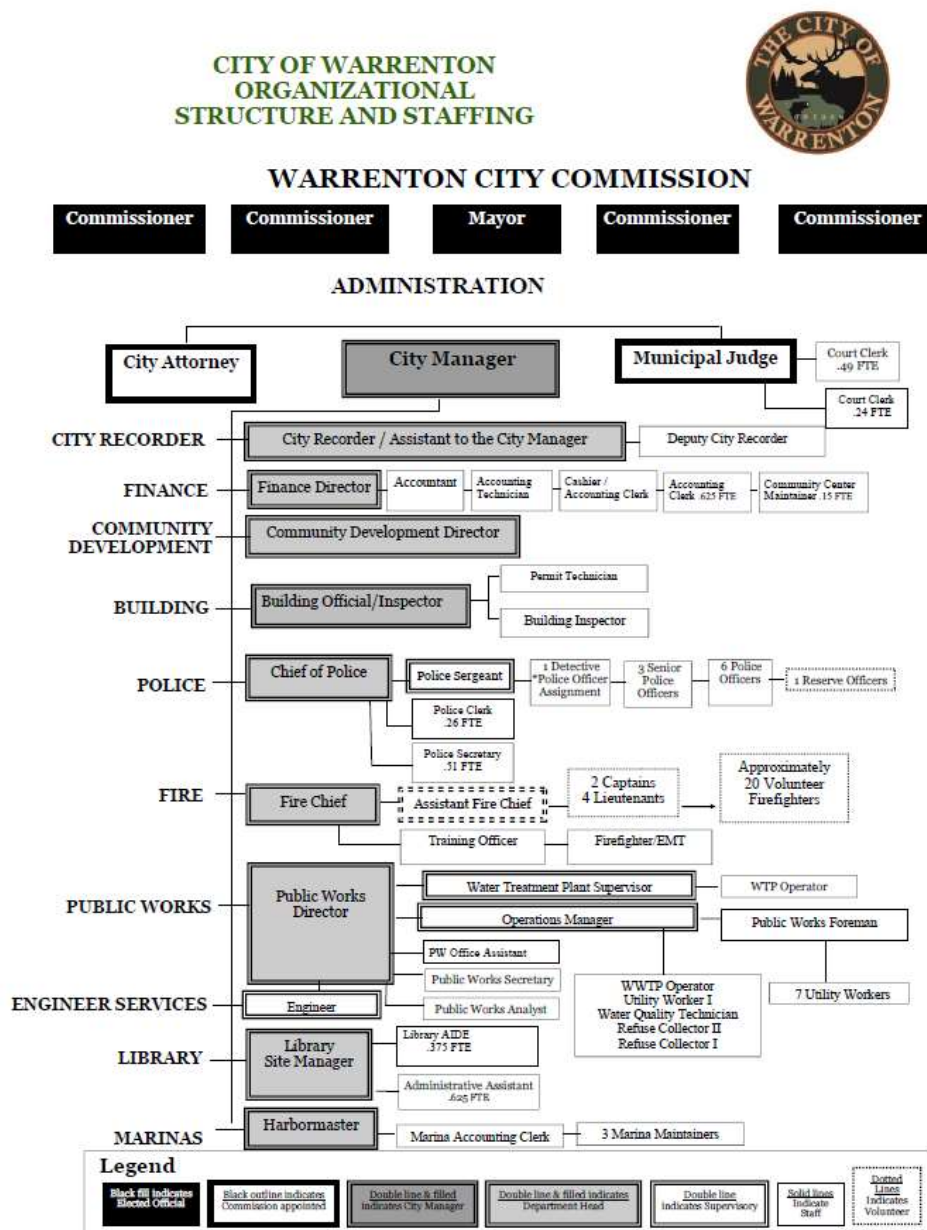 CITY OF WARRENTON
ORGANIZATIONAL
STRUCTURE AND STAFFING
THE CITY OF
WARRENTON
WARRENTON CITY COMMISSION
Commissioner
Commissioner
Mayor
Commissioner
Commissioner
ADMINISTRATION
City Attorney
City Manager
Municipal Judge
Court Clerk
.49 FTE
Court Clerk
.24 FTE
CITY RECORDER
City Recorder / Assistant to the City Manager
Deputy City Recorder
FINANCE
Finance Director
Accountant
Accounting
Technician
Cashier /
Accounting Clerk
Accounting
Clerk .625 FTE
Community Center
Maintainer .15 FTE
COMMUNITY
DEVELOPMENT
Community Development Director
BUILDING
Building Official/Inspector
Permit Technician
Building Inspector
POLICE
Chief of Police
Police Sergeant
1 Detective
*Police Officer
Assignment
3 Senior
Police
Officers
6 Police
Officers
1 Reserve Officers
Police Clerk
.26 FTE
Police Secretary
.51 FTE
FIRE
Fire Chief
Assistant Fire Chief
2 Captains
4 Lieutenants
Approximately
20 Volunteer
Firefighters
Training Officer
Firefighter/EMT
PUBLIC WORKS
Public Works
Director
Water Treatment Plant Supervisor
WTP Operator
Operations Manager
Public Works Foreman
PW Office Assistant
Public Works Secretary
Public Works Analyst
WWTP Operator
Utility Worker I
Water Quality Technician
Refuse Collector II
Refuse Collector I
7 Utility Workers
ENGINEER SERVICES
Engineer
LIBRARY
Library
Site Manager
Library AIDE
.375 FTE
Administrative Assistant
.625 FTE
MARINAS
Harbormaster
Marina Accounting Clerk
3 Marina Maintainers
Legend
Black fill indicates
Elected Official
Black outline indicates
Commission appointed
Double line & filled
indicates City Manager
Double line & filled indicates
Department Head
Double line
indicates Supervisory
Solid lines
Indicate
Staff
Dotted
Lines
Indicates
Volunteer